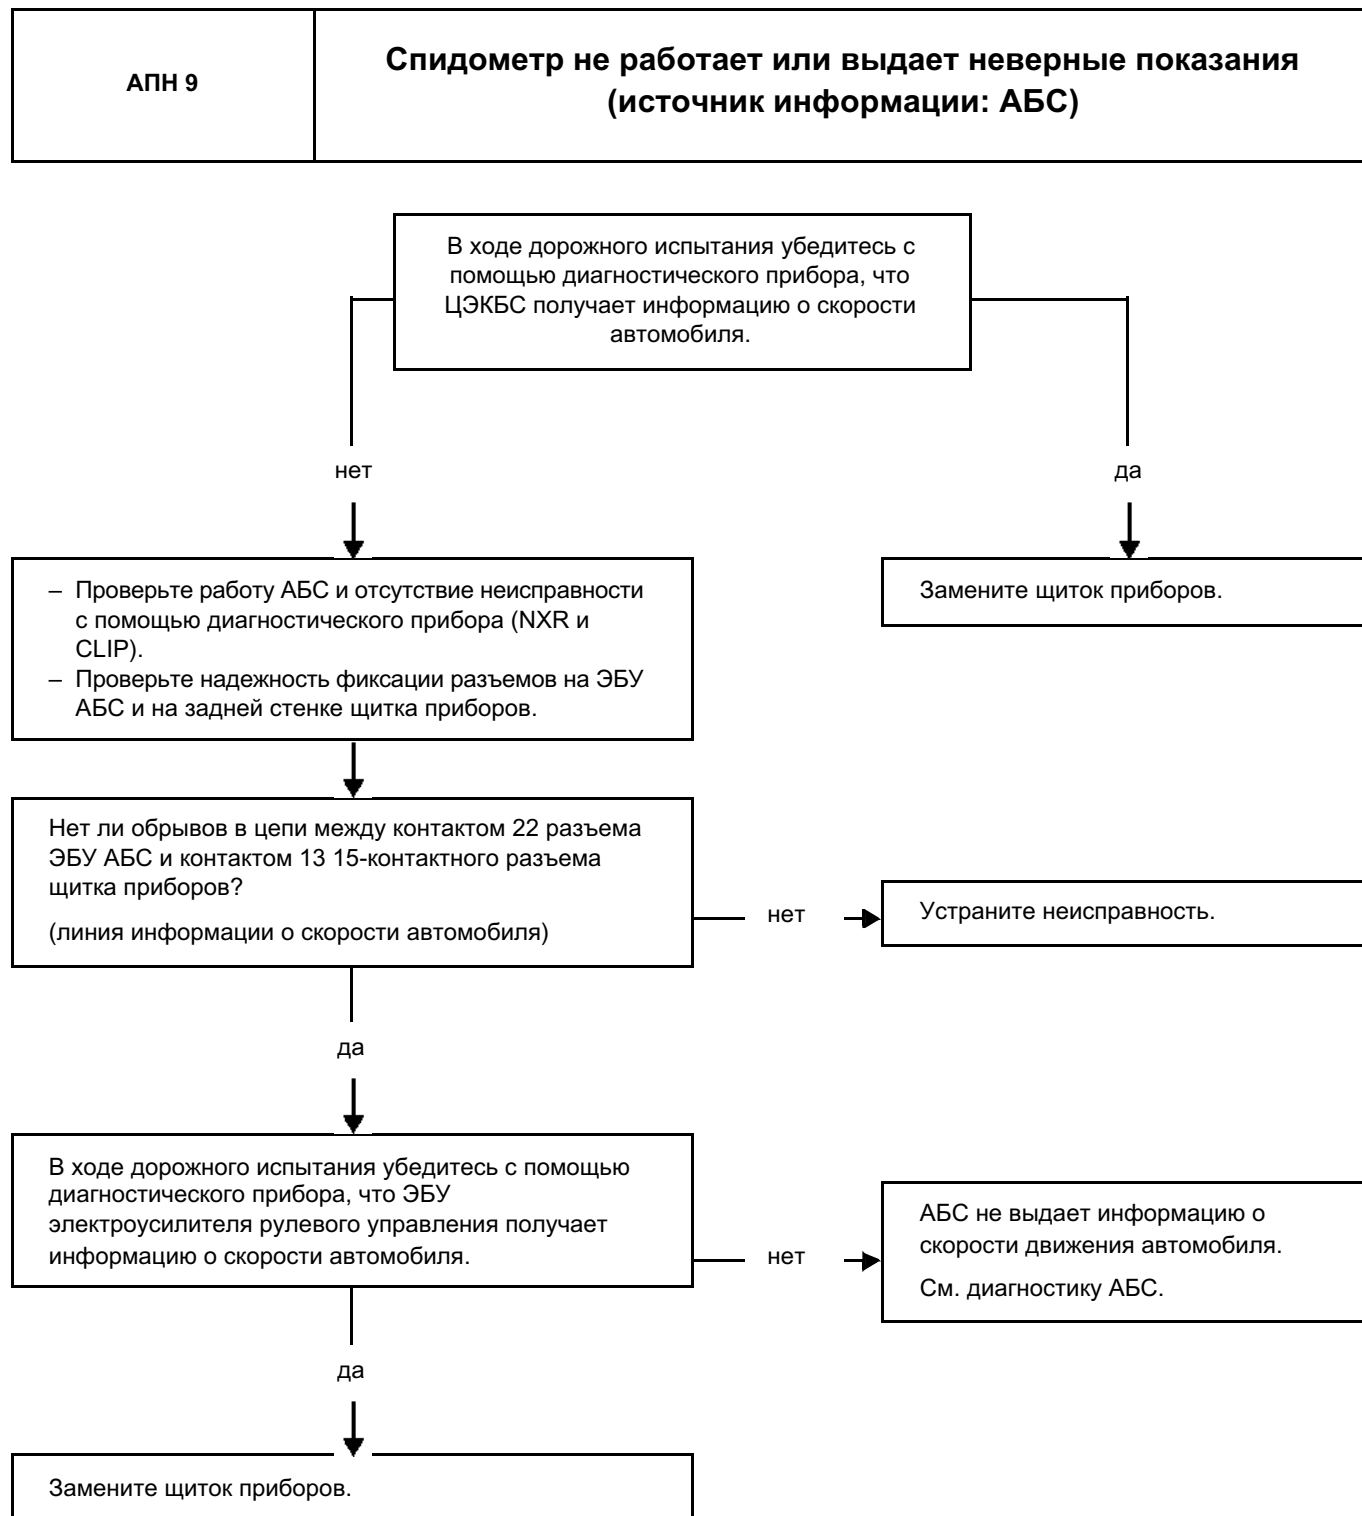 АПН 9
Спидометр не работает или выдает неверные показания
(источник информации: АБС)
В ходе дорожного испытания убедитесь с
помощью диагностического прибора, что
ЦЭКБС получает информацию о скорости
автомобиля.
нет
да
– Проверьте работу АБС и отсутствие неисправности
с помощью диагностического прибора (NXR и
CLIP).
– Проверьте надежность фиксации разъемов на ЭБУ
АБС и на задней стенке щитка приборов.
Замените щиток приборов.
Нет ли обрывов в цепи между контактом 22 разъема
ЭБУ АБС и контактом 13 15-контактного разъема
щитка приборов?
(линия информации о скорости автомобиля)
нет
Устраните неисправность.
да
В ходе дорожного испытания убедитесь с помощью
диагностического прибора, что ЭБУ
электроусилителя рулевого управления получает
информацию о скорости автомобиля.
нет
АБС не выдает информацию о
скорости движения автомобиля.
См. диагностику АБС.
да
Замените щиток приборов.